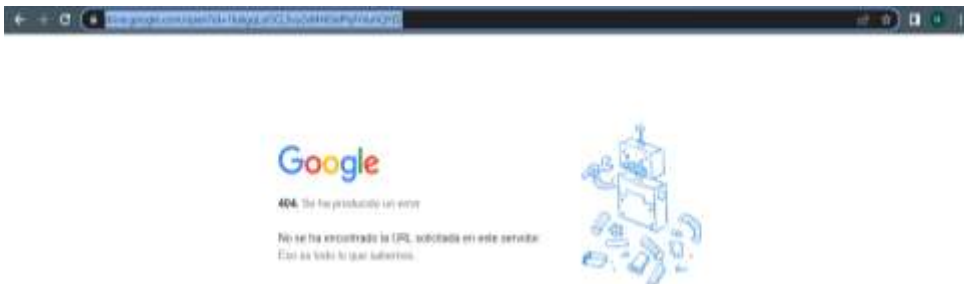 Google
404. Se ha producido un error
No se ha encontrado la URL solicitada en este servidor.
Eso es todo lo que sabemos.